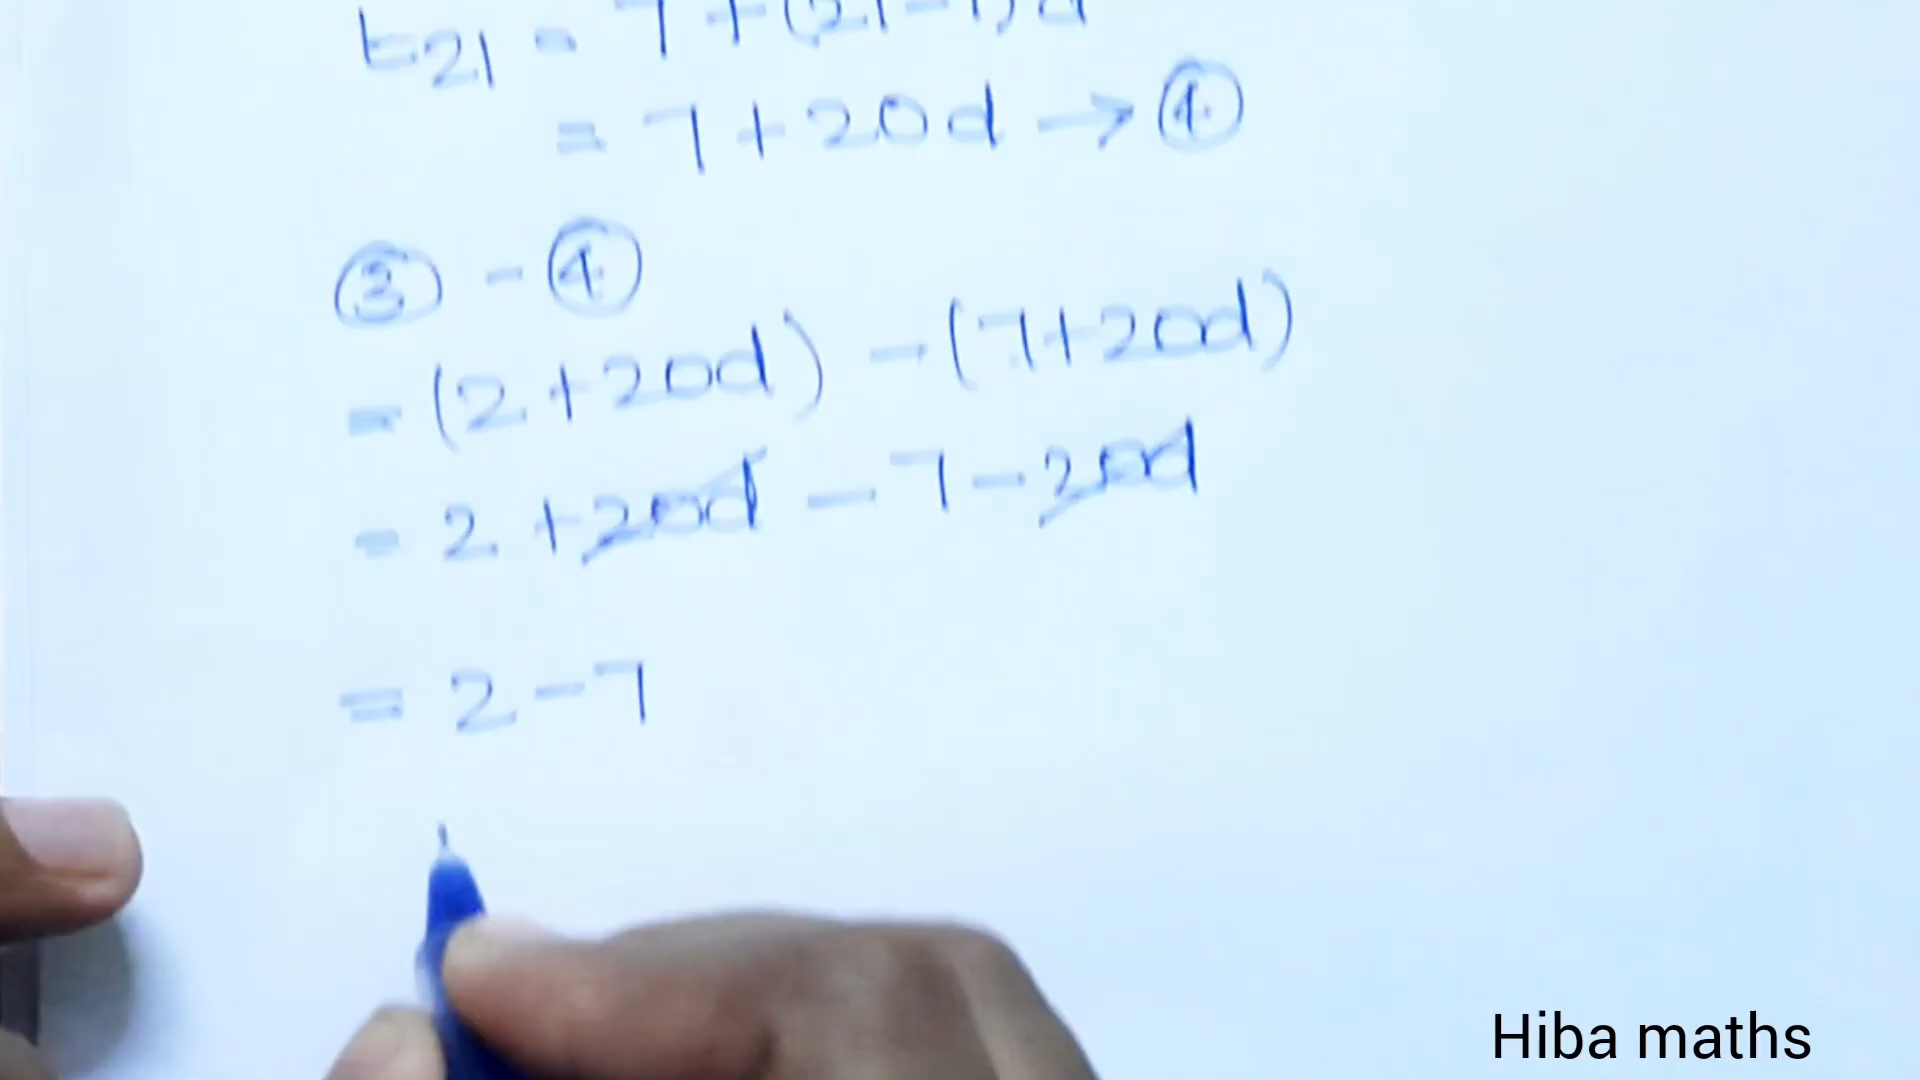 t21 = 7+(21-1)d
= 7+20d → ④
③ - ④
= (2+20d) - (7+20d)
= 2+20d - 7 - 20d
= 2-7
Hiba maths